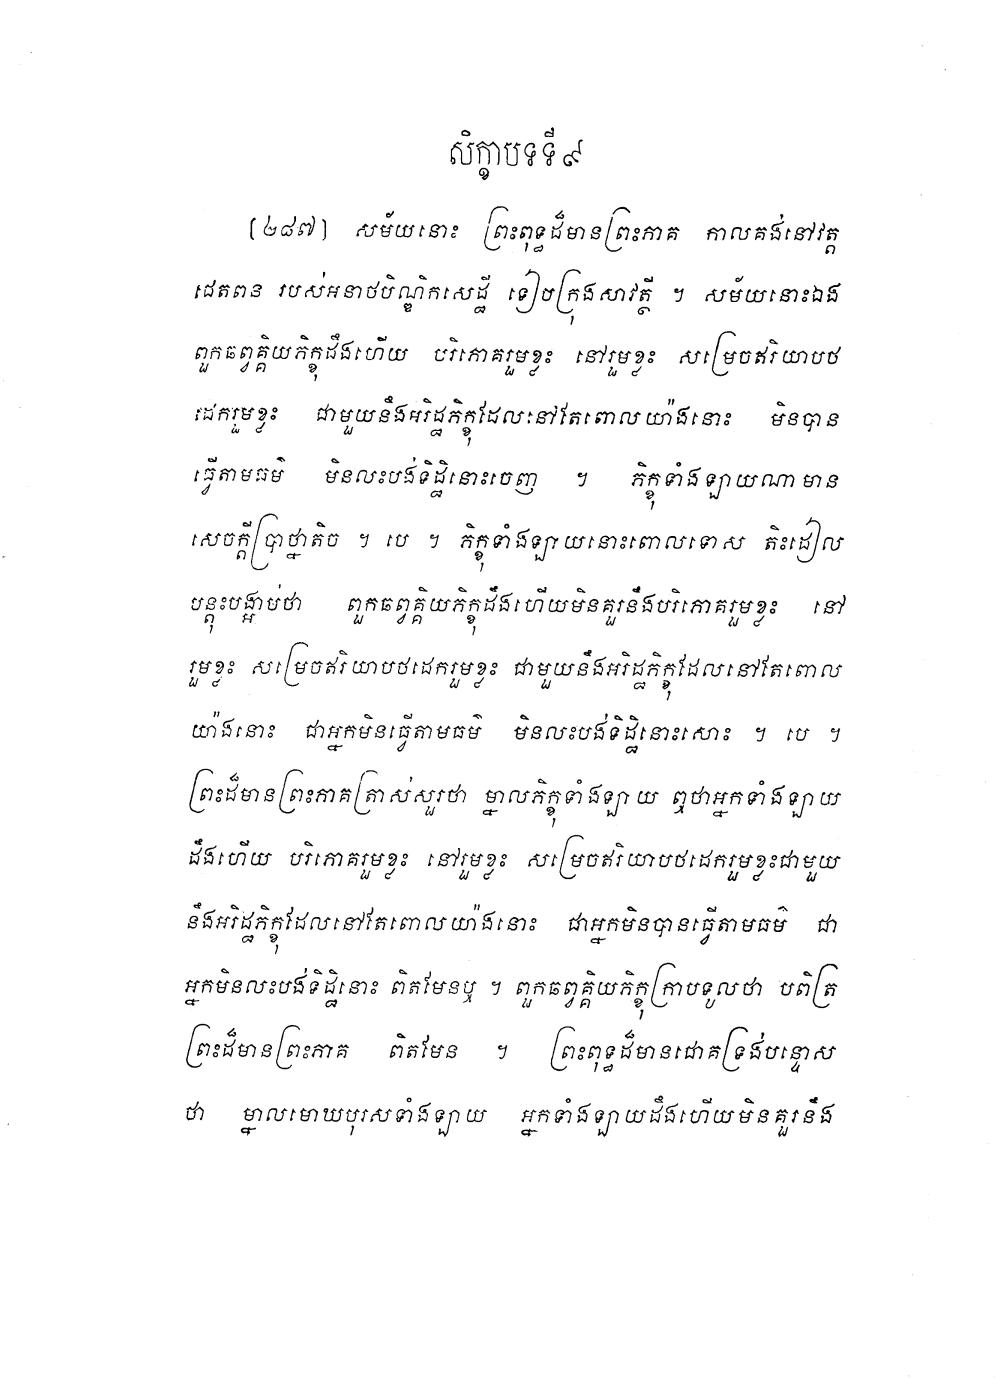 សិក្ខាបទទី៩
[២៨៧] សម័យនោះ ព្រះពុទ្ធដ៏មានព្រះភាគ កាលគង់នៅវត្ត
ជេតពន របស់អនាថបិណ្ឌិកសេដ្ឋី ទៀបក្រុងសាវត្ថី ។ សម័យនោះឯង
ពួកឆព្វគ្គិយភិក្ខុដឹងហើយ បរិភោគរួមខ្លះ នៅរួមខ្លះ សម្រេចឥរិយាបថ
ដេករួមខ្លះ ជាមួយនឹងអរិដ្ឋភិក្ខុដែលនៅតែពោលយ៉ាងនោះ មិនបាន
ធ្វើតាមធម៌ មិនលះបង់ទិដ្ឋិនោះចេញ ។ ភិក្ខុទាំងឡាយណាមាន
សេចក្តីប្រាថ្នាតិច ។ បេ ។ ភិក្ខុទាំងឡាយនោះពោលទោស តិះដៀល
បន្តុះបង្អាប់ថា ពួកឆព្វគ្គិយភិក្ខុដឹងហើយមិនគួរនឹងបរិភោគរួមខ្លះ នៅ
រួមខ្លះ សម្រេចឥរិយាបថដេករួមខ្លះ ជាមួយនឹងអរិដ្ឋភិក្ខុដែលនៅតែពោល
យ៉ាងនោះ ជាអ្នកមិនធ្វើតាមធម៌ មិនលះបង់ទិដ្ឋិនោះសោះ ។ បេ ។
ព្រះដ៏មានព្រះភាគត្រាស់សួរថា ម្នាលភិក្ខុទាំងឡាយ ឮថាអ្នកទាំងឡាយ
ដឹងហើយ បរិភោគរួមខ្លះ នៅរួមខ្លះ សម្រេចឥរិយាបថដេករួមខ្លះជាមួយ
នឹងអរិដ្ឋភិក្ខុដែលនៅតែពោលយ៉ាងនោះ ជាអ្នកមិនបានធ្វើតាមធម៌ ជា
អ្នកមិនលះបង់ទិដ្ឋិនោះ ពិតមែនឬ ។ ពួកឆព្វគ្គិយភិក្ខុក្រាបទូលថា បពិត្រ
ព្រះដ៏មានព្រះភាគ ពិតមែន ។ ព្រះពុទ្ធដ៏មានជោគទ្រង់បន្ទោស
ថា ម្នាលមោឃបុរសទាំងឡាយ អ្នកទាំងឡាយដឹងហើយមិនគួរនឹង